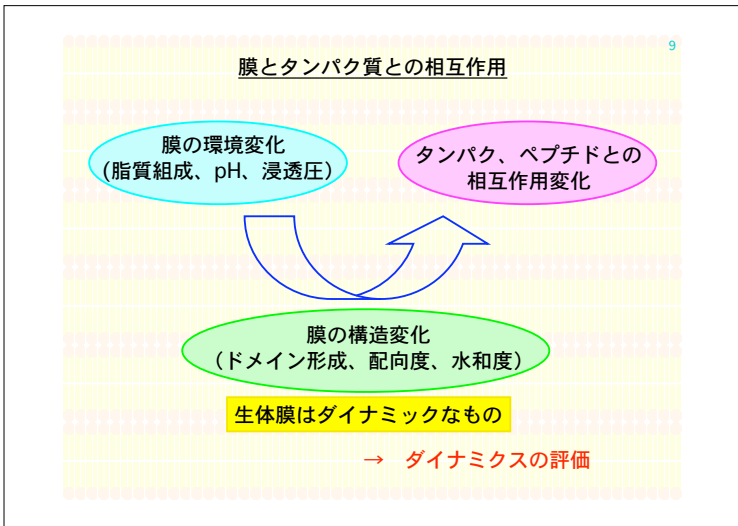 9
膜とタンパク質との相互作用
膜の環境変化
(脂質組成、pH、浸透圧)
タンパク、ペプチドとの
相互作用変化
膜の構造変化
(ドメイン形成、配向度、水和度)
生体膜はダイナミックなもの
→ ダイナミクスの評価